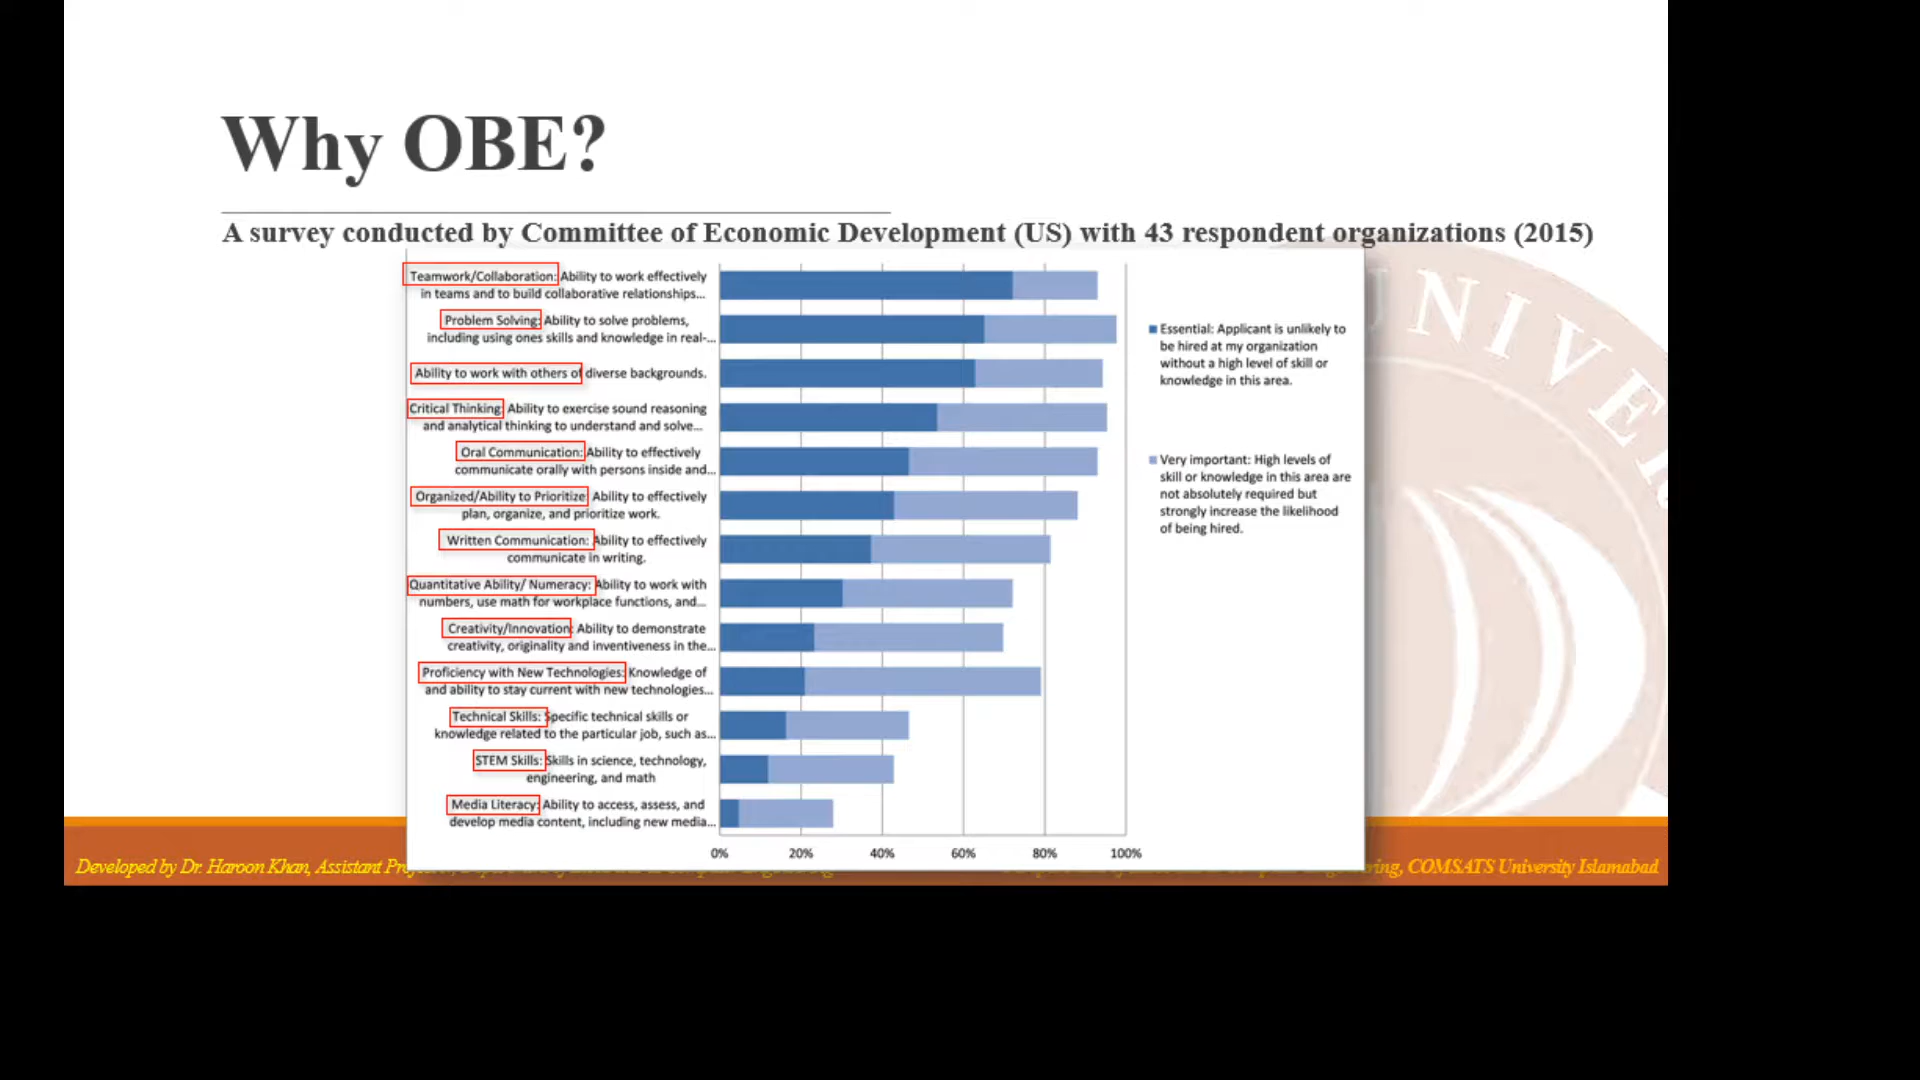 Why OBE?
A survey conducted by Committee of Economic Development (US) with 43 respondent organizations (2015)
Teamwork/Collaboration: Ability to work effectively
in teams and to build collaborative relationships...
Problem Solving: Ability to solve problems,
including using ones skills and knowledge in real-...
Ability to work with others of diverse backgrounds.
Critical Thinking: Ability to exercise sound reasoning
and analytical thinking to understand and solve...
Oral Communication: Ability to effectively
communicate orally with persons inside and...
Organized/Ability to Prioritize: Ability to effectively
plan, organize, and prioritize work.
Written Communication: Ability to effectively
communicate in writing.
Quantitative Ability/ Numeracy: Ability to work with
numbers, use math for workplace functions, and...
Creativity/Innovation: Ability to demonstrate
creativity, originality and inventiveness in the...
Proficiency with New Technologies: Knowledge of
and ability to stay current with new technologies...
Technical Skills: Specific technical skills or
knowledge related to the particular job, such as...
STEM Skills: Skills in science, technology,
engineering, and math
Media Literacy: Ability to access, assess, and
develop media content, including new media...
0% 20% 40% 60% 80% 100%
Essential: Applicant is unlikely to
be hired at my organization
without a high level of skill or
knowledge in this area.
Very important: High levels of
skill or knowledge in this area are
not absolutely required but
strongly increase the likelihood
of being hired.
UNIVER
Developed by Dr. Haroon Khan, Assistant
COMSATS University Islamabad